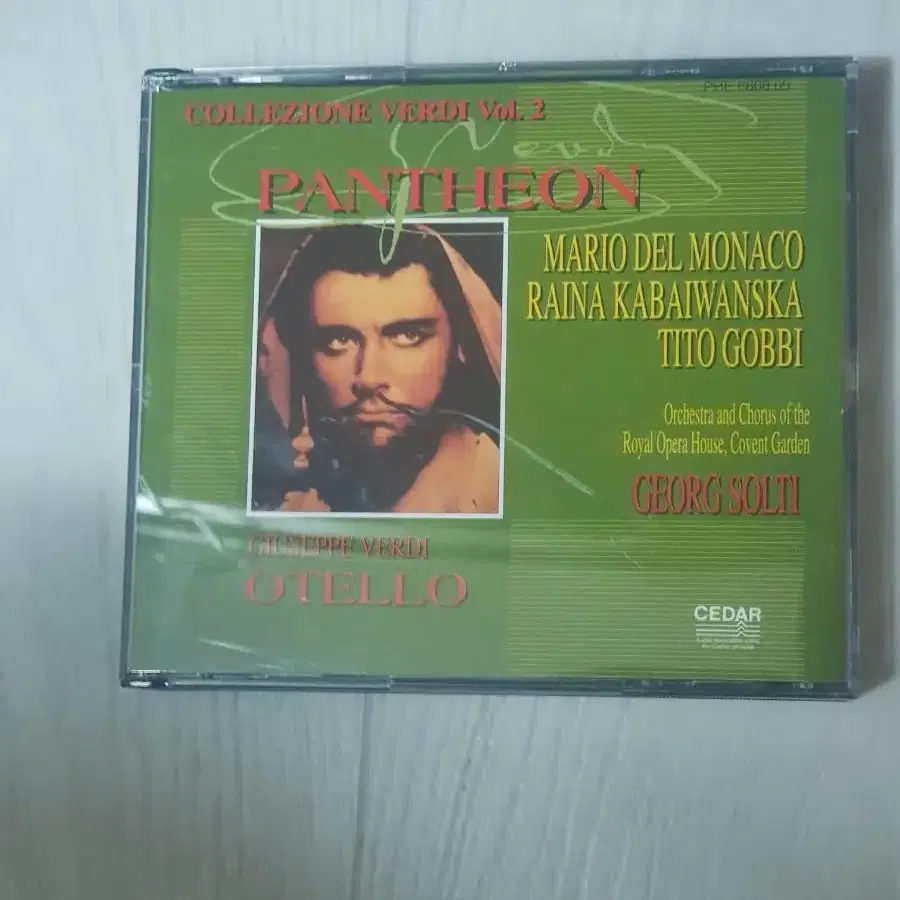 COLLEZIONE VERDI Vol. 2
PANTHEON
MARIO DEL MONACO
RAINA KABAIWANSKA
TITO GOBBI
Orchestra and Chorus of the
Royal Opera House, Covent Garden
GEORG SOLTI
GIUSEPPE VERDI
OTELLO
CEDAR